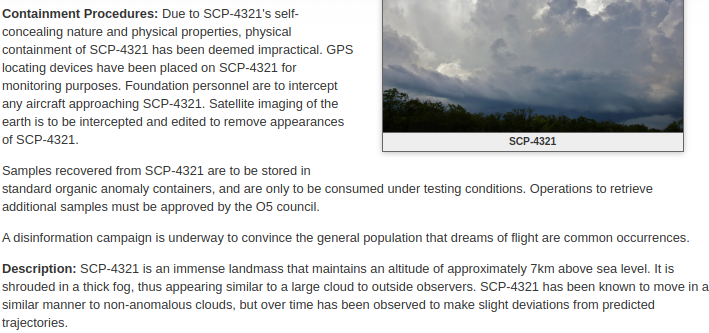 Containment Procedures: Due to SCP-4321's self-
concealing nature and physical properties, physical
containment of SCP-4321 has been deemed impractical. GPS
locating devices have been placed on SCP-4321 for
monitoring purposes. Foundation personnel are to intercept
any aircraft approaching SCP-4321. Satellite imaging of the
earth is to be intercepted and edited to remove appearances
of SCP-4321.
SCP-4321
Samples recovered from SCP-4321 are to be stored in
standard organic anomaly containers, and are only to be consumed under testing conditions. Operations to retrieve
additional samples must be approved by the O5 council.
A disinformation campaign is underway to convince the general population that dreams of flight are common occurrences.
Description: SCP-4321 is an immense landmass that maintains an altitude of approximately 7km above sea level. It is
shrouded in a thick fog, thus appearing similar to a large cloud to outside observers. SCP-4321 has been known to move in a
similar manner to non-anomalous clouds, but over time has been observed to make slight deviations from predicted
trajectories.